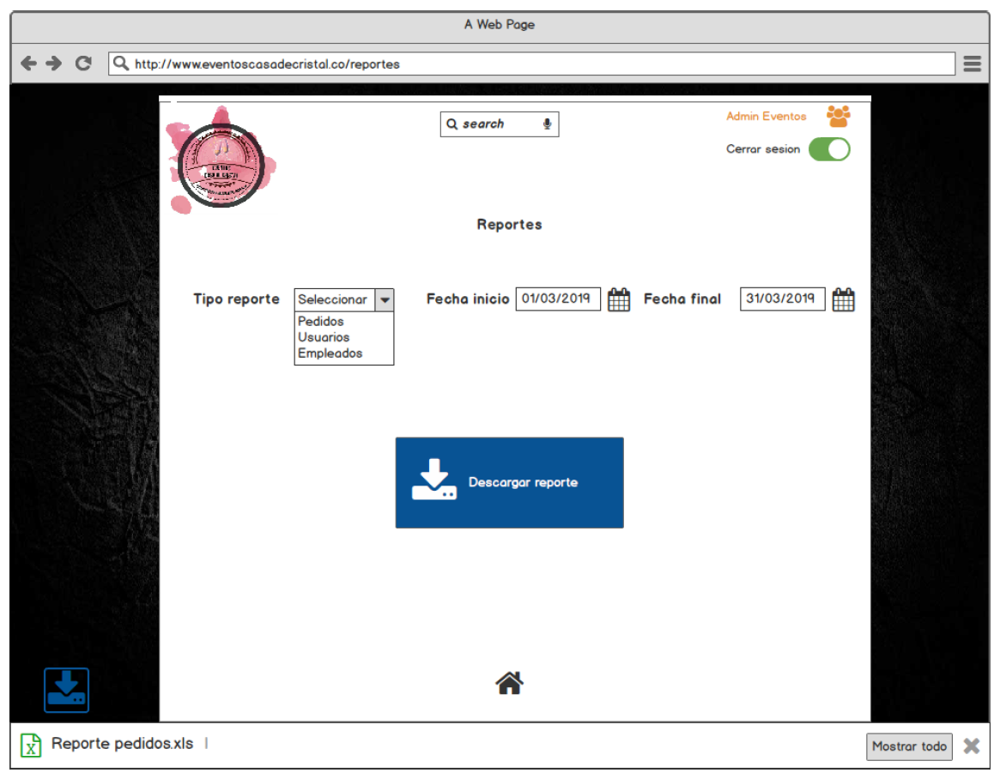 A Web Page
http://www.eventoscasadecristal.co/reportes
search
Admin Eventos
Cerrar sesion
Reportes
Tipo reporte Seleccionar Fecha inicio 01/03/2019 Fecha final 31/03/2019
Pedidos
Usuarios
Empleados
Descargar reporte
Reporte pedidos.xls
Mostrar todo